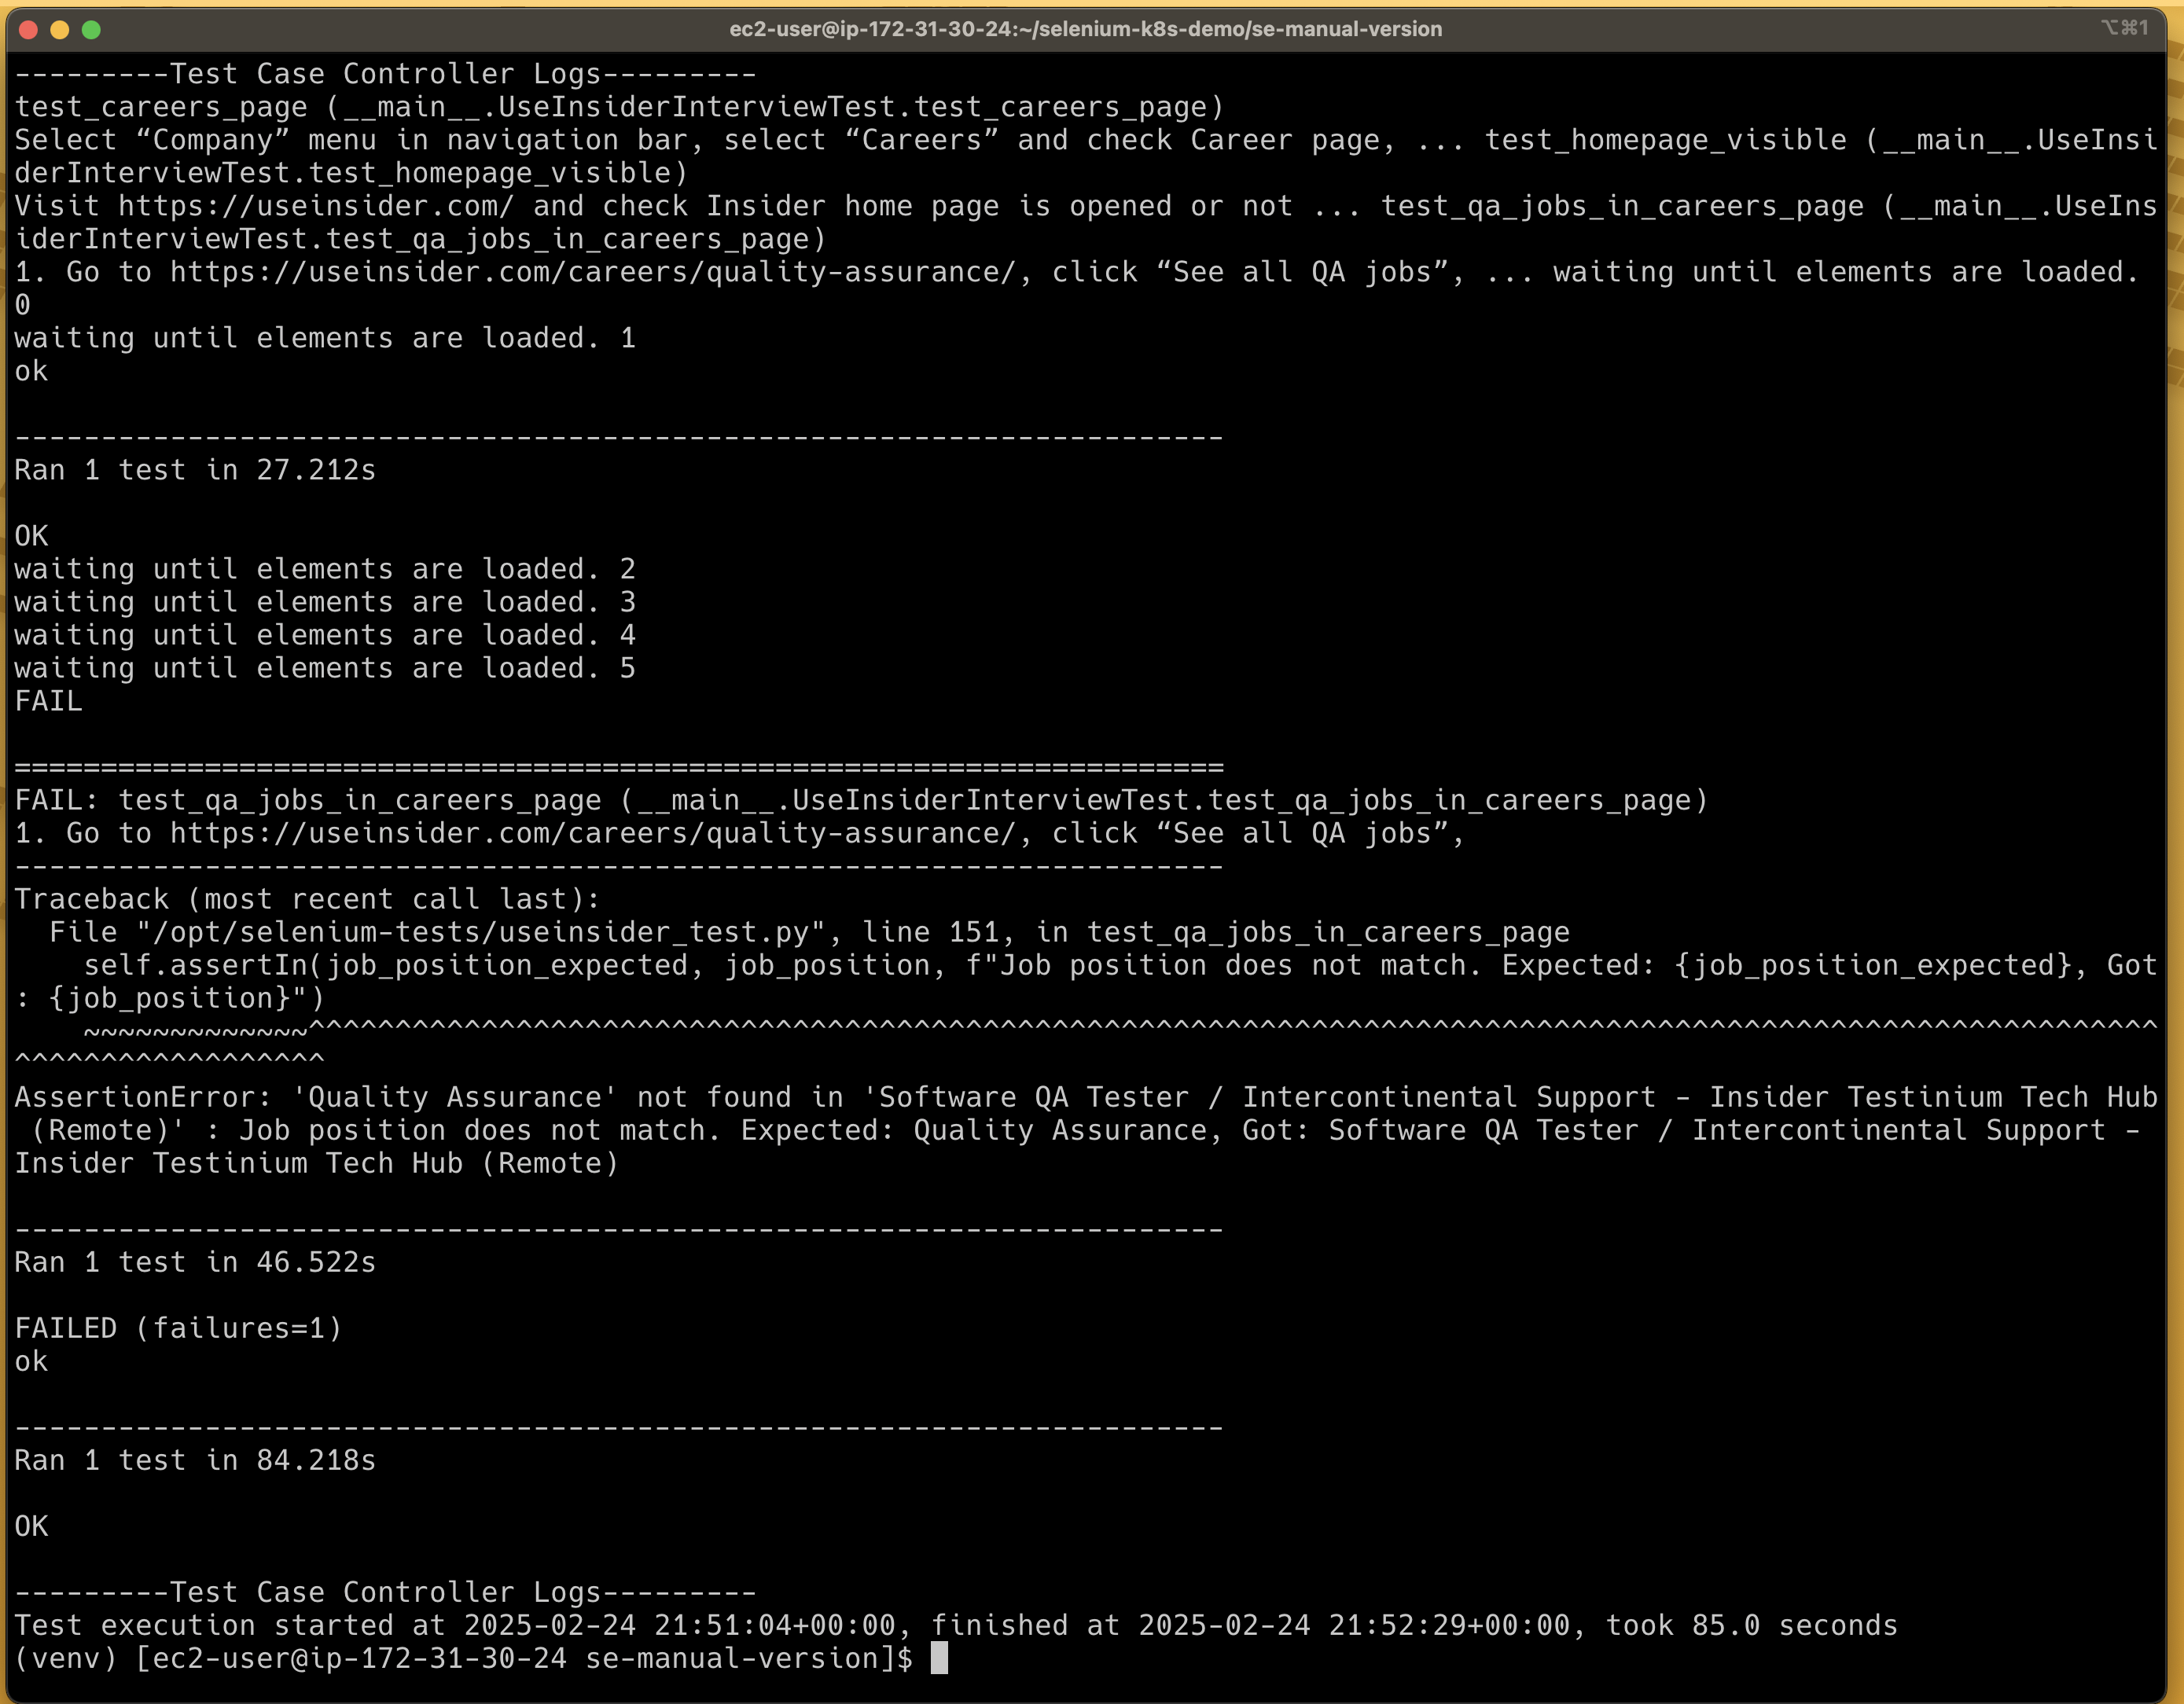 ec2-user@ip-172-31-30-24:~/selenium-k8s-demo/se-manual-version
⌥⌘1
---------Test Case Controller Logs---------
test_careers_page (__main__.UseInsiderInterviewTest.test_careers_page)
Select “Company” menu in navigation bar, select “Careers” and check Career page, ... test_homepage_visible (__main__.UseInsi
derInterviewTest.test_homepage_visible)
Visit https://useinsider.com/ and check Insider home page is opened or not ... test_qa_jobs_in_careers_page (__main__.UseIns
iderInterviewTest.test_qa_jobs_in_careers_page)
1. Go to https://useinsider.com/careers/quality-assurance/, click “See all QA jobs”, ... waiting until elements are loaded.
0
waiting until elements are loaded. 1
ok
----------------------------------------------------------------------
Ran 1 test in 27.212s
OK
waiting until elements are loaded. 2
waiting until elements are loaded. 3
waiting until elements are loaded. 4
waiting until elements are loaded. 5
FAIL
======================================================================
FAIL: test_qa_jobs_in_careers_page (__main__.UseInsiderInterviewTest.test_qa_jobs_in_careers_page)
1. Go to https://useinsider.com/careers/quality-assurance/, click “See all QA jobs”,
----------------------------------------------------------------------
Traceback (most recent call last):
  File "/opt/selenium-tests/useinsider_test.py", line 151, in test_qa_jobs_in_careers_page
    self.assertIn(job_position_expected, job_position, f"Job position does not match. Expected: {job_position_expected}, Got
: {job_position}")
    ~~~~~~~~~~~~~^^^^^^^^^^^^^^^^^^^^^^^^^^^^^^^^^^^^^^^^^^^^^^^^^^^^^^^^^^^^^^^^^^^^^^^^^^^^^^^^^^^^^^^^^^^^^^^^^^^^^^^^^^^^
^^^^^^^^^^^^^^^^^^
AssertionError: 'Quality Assurance' not found in 'Software QA Tester / Intercontinental Support - Insider Testinium Tech Hub
 (Remote)' : Job position does not match. Expected: Quality Assurance, Got: Software QA Tester / Intercontinental Support -
Insider Testinium Tech Hub (Remote)
----------------------------------------------------------------------
Ran 1 test in 46.522s
FAILED (failures=1)
ok
----------------------------------------------------------------------
Ran 1 test in 84.218s
OK
---------Test Case Controller Logs---------
Test execution started at 2025-02-24 21:51:04+00:00, finished at 2025-02-24 21:52:29+00:00, took 85.0 seconds
(venv) [ec2-user@ip-172-31-30-24 se-manual-version]$